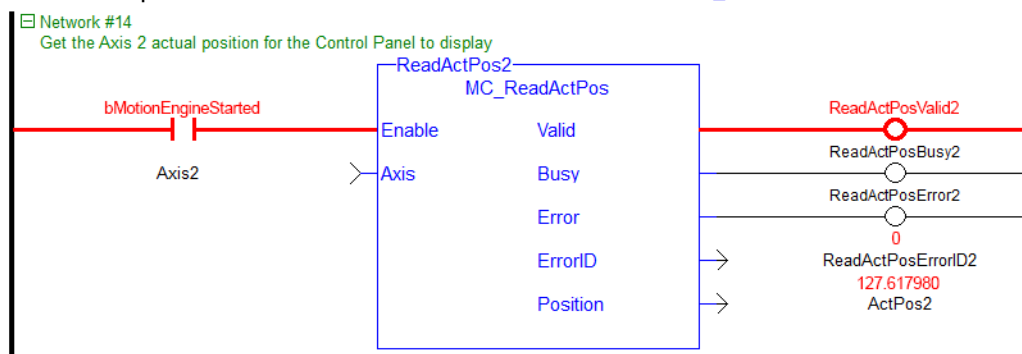 Network #14
Get the Axis 2 actual position for the Control Panel to display
ReadActPos2
MC_ReadActPos
bMotionEngineStarted
Enable
Valid
ReadActPosValid2
Axis2
Axis
Busy
ReadActPosBusy2
Error
ReadActPosError2
0
ErrorID
ReadActPosErrorID2
127.617980
Position
ActPos2